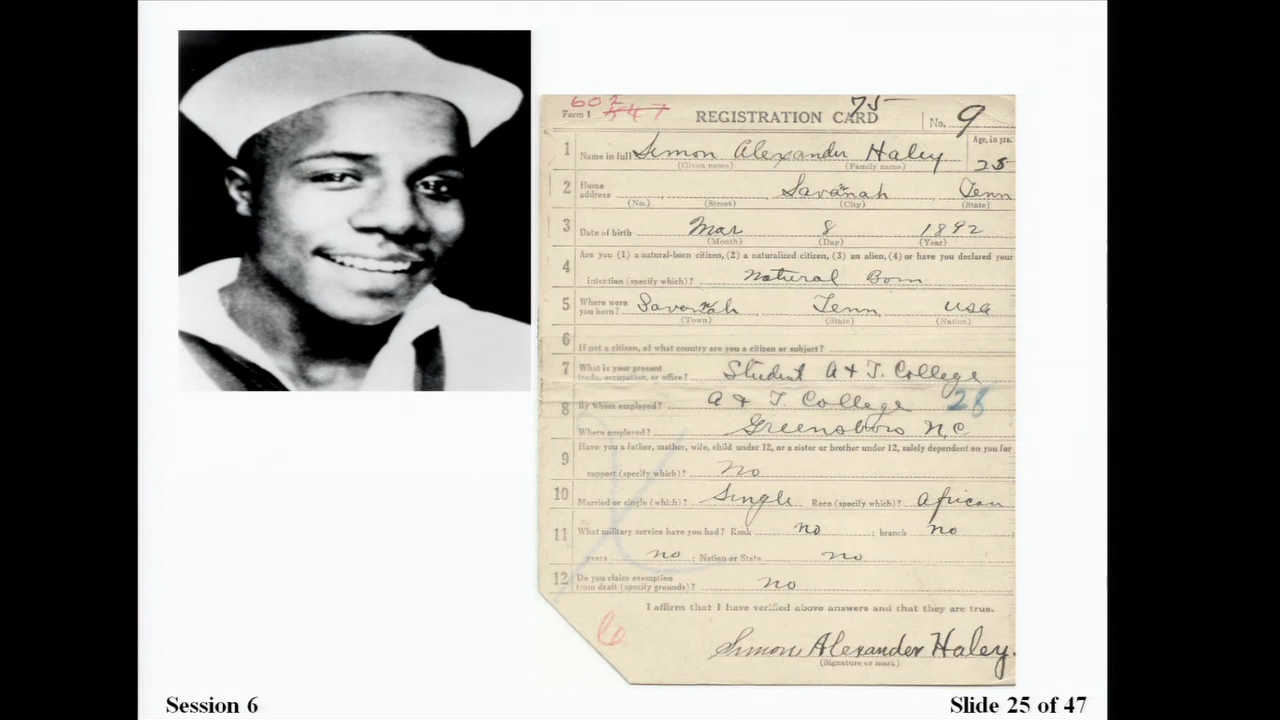 602 547 75
Form 1 REGISTRATION CARD No. 9
1 Name in full Simon Alexander Haley Age, in yrs.
(Given name) (Family name) 25
2 Home address Savannah Tenn
(No.) (Street) (City) (State)
3 Date of birth Mar 8 1892
(Month) (Day) (Year)
4 Are you (1) a natural-born citizen, (2) a naturalized citizen, (3) an alien, (4) or have you declared your
intention (specify which)? Natural Born
5 Where were you born? Savannah Tenn. USA
(Town) (State) (Nation)
6 If not a citizen, of what country are you a citizen or subject?
7 What is your present trade, occupation, or office? Student A & T. College
8 By whom employed? A & T. College 28
Where employed? Greensboro N.C.
9 Have you a father, mother, wife, child under 12, or a sister or brother under 12, solely dependent on you for
support (specify which)? No
10 Married or single (which)? Single Race (specify which)? African
11 What military service have you had? Rank no ; branch no ;
years no ; Nation or State no
12 Do you claim exemption from draft (specify grounds)? no
I affirm that I have verified above answers and that they are true.
6 Simon Alexander Haley.
(Signature or mark)
Session 6 Slide 25 of 47